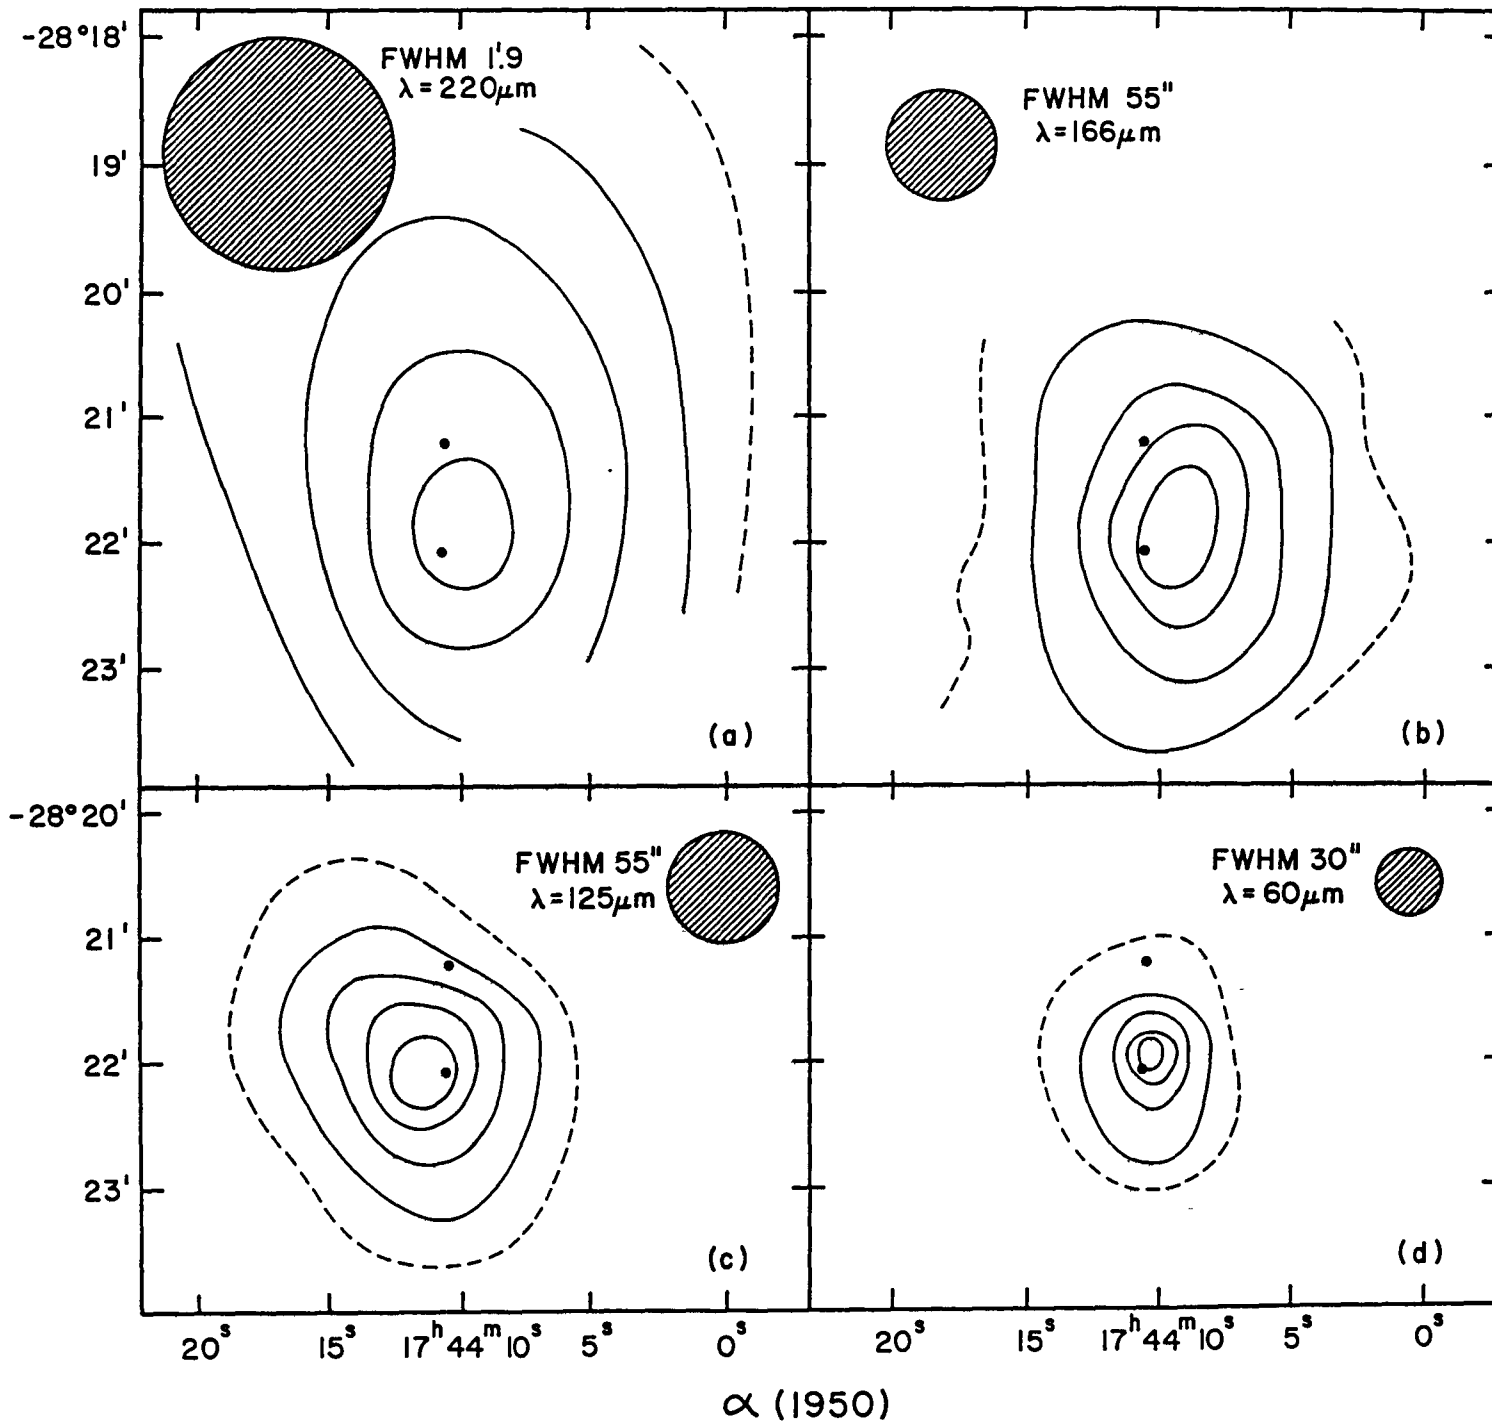 -28°18'
19'
20'
21'
22'
23'
FWHM 1'.9
λ=220μm
(a)
FWHM 55"
λ=166μm
(b)
-28°20'
21'
22'
23'
FWHM 55"
λ=125μm
(c)
FWHM 30"
λ=60μm
(d)
20ˢ 15ˢ 17ʰ44ᵐ10ˢ 5ˢ 0ˢ
20ˢ 15ˢ 17ʰ44ᵐ10ˢ 5ˢ 0ˢ
α (1950)